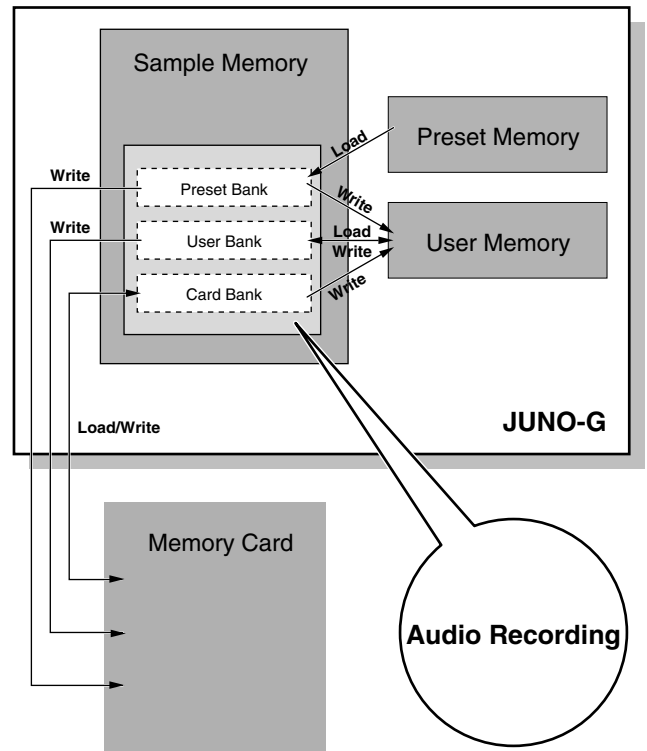 Sample Memory
Preset Memory
Load
Write
Preset Bank
Write
Write
User Bank
Load
Write
User Memory
Card Bank
Write
Load/Write
JUNO-G
Memory Card
Audio Recording